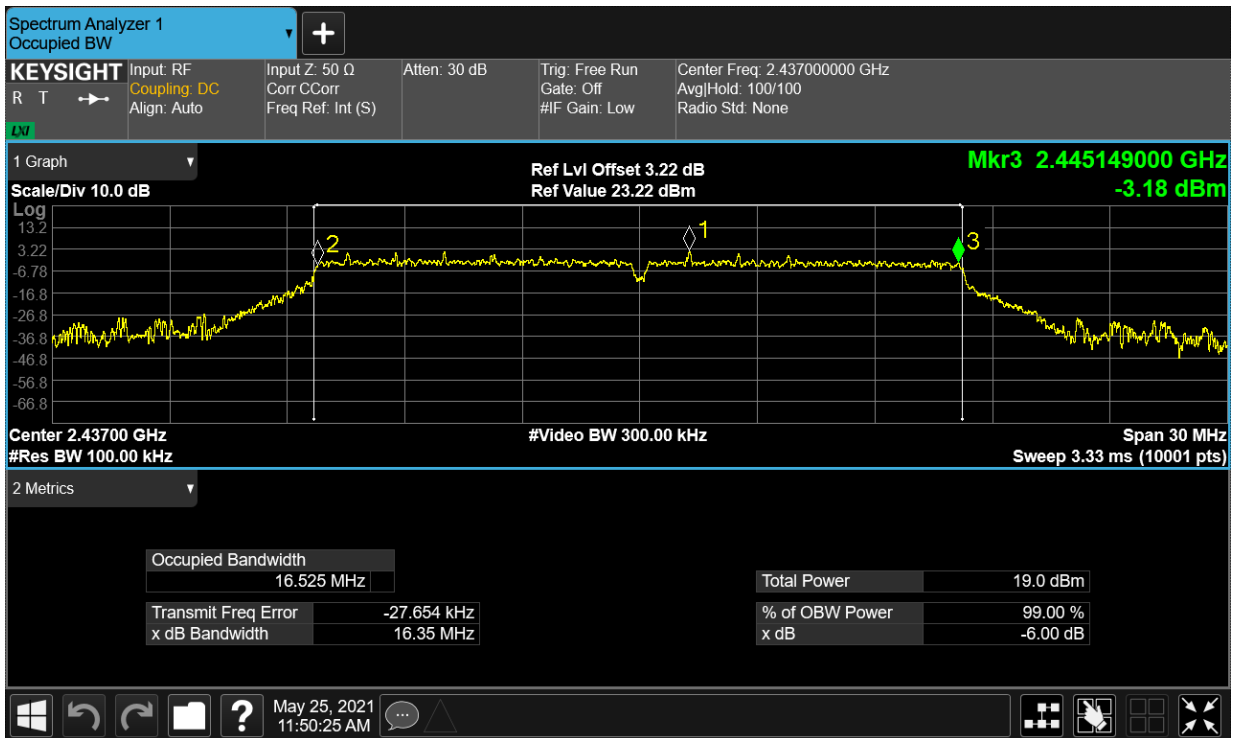 Spectrum Analyzer 1
Occupied BW
KEYSIGHT
R T
LXI
Input: RF
Coupling: DC
Align: Auto
Input Z: 50 Ω
Corr CCorr
Freq Ref: Int (S)
Atten: 30 dB
Trig: Free Run
Gate: Off
#IF Gain: Low
Center Freq: 2.437000000 GHz
Avg|Hold: 100/100
Radio Std: None
1 Graph
Scale/Div 10.0 dB
Ref Lvl Offset 3.22 dB
Ref Value 23.22 dBm
Mkr3 2.445149000 GHz
-3.18 dBm
Log
13.2
3.22
-6.78
-16.8
-26.8
-36.8
-46.8
-56.8
-66.8
2
1
3
Center 2.43700 GHz
#Video BW 300.00 kHz
Span 30 MHz
#Res BW 100.00 kHz
Sweep 3.33 ms (10001 pts)
2 Metrics
Occupied Bandwidth
16.525 MHz
Total Power 19.0 dBm
Transmit Freq Error -27.654 kHz
% of OBW Power 99.00 %
x dB Bandwidth 16.35 MHz
x dB -6.00 dB
?
May 25, 2021
11:50:25 AM